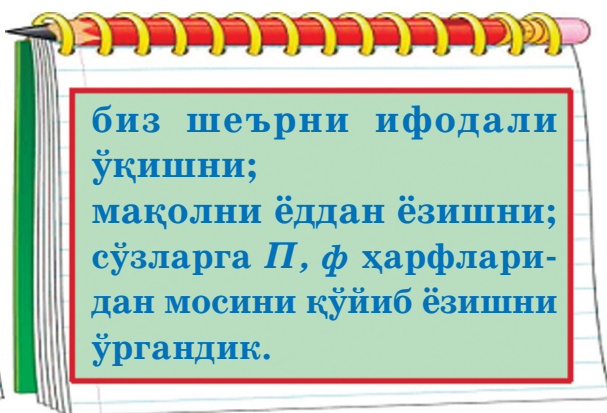 биз шеърни ифодали
ўқишни;
мақолни ёддан ёзишни;
сўзларга П, ф ҳарфлари-
дан мосини қўйиб ёзишни
ўргандик.